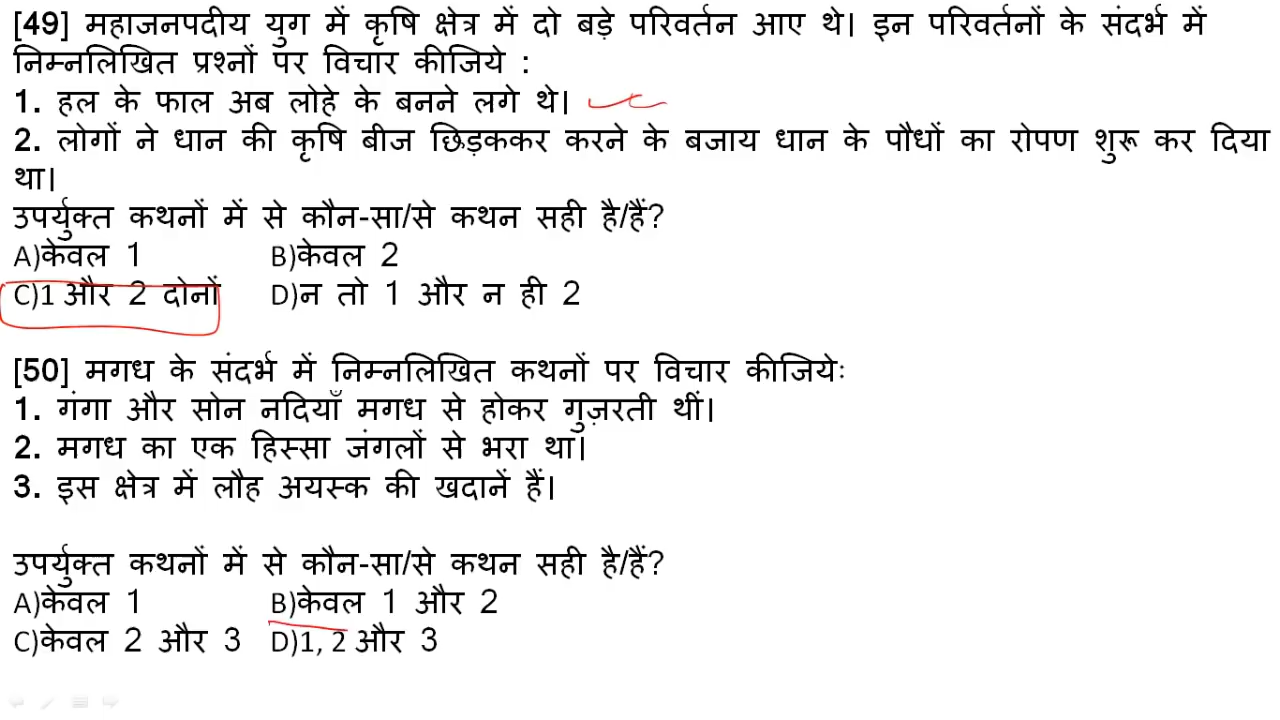 [49] महाजनपदीय युग में कृषि क्षेत्र में दो बड़े परिवर्तन आए थे। इन परिवर्तनों के संदर्भ में
निम्नलिखित प्रश्नों पर विचार कीजिये :
1. हल के फाल अब लोहे के बनने लगे थे।
2. लोगों ने धान की कृषि बीज छिड़ककर करने के बजाय धान के पौधों का रोपण शुरू कर दिया
था।
उपर्युक्त कथनों में से कौन-सा/से कथन सही है/हैं?
A)केवल 1 B)केवल 2
C)1 और 2 दोनों D)न तो 1 और न ही 2
[50] मगध के संदर्भ में निम्नलिखित कथनों पर विचार कीजियेः
1. गंगा और सोन नदियाँ मगध से होकर गुज़रती थीं।
2. मगध का एक हिस्सा जंगलों से भरा था।
3. इस क्षेत्र में लौह अयस्क की खदानें हैं।
उपर्युक्त कथनों में से कौन-सा/से कथन सही है/हैं?
A)केवल 1 B)केवल 1 और 2
C)केवल 2 और 3 D)1, 2 और 3